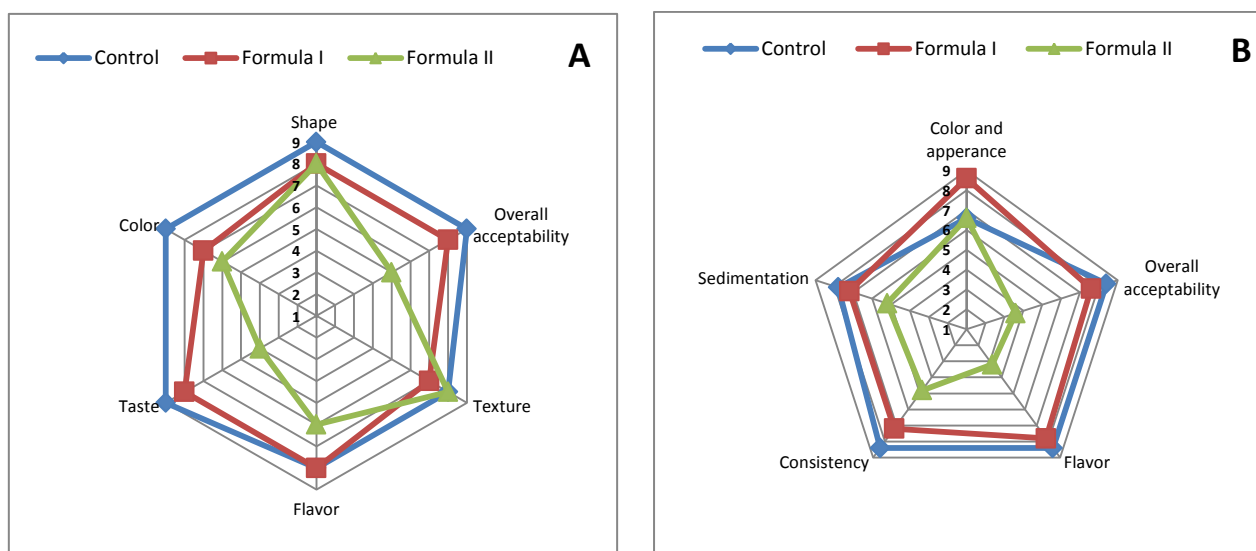 Control Formula I Formula II
A
Shape
9
8
7
6
5
4
3
2
1
Overall
acceptability
Texture
Flavor
Taste
Color
Control Formula I Formula II
B
Color and
apperance
9
8
7
6
5
4
3
2
1
Overall
acceptability
Flavor
Consistency
Sedimentation